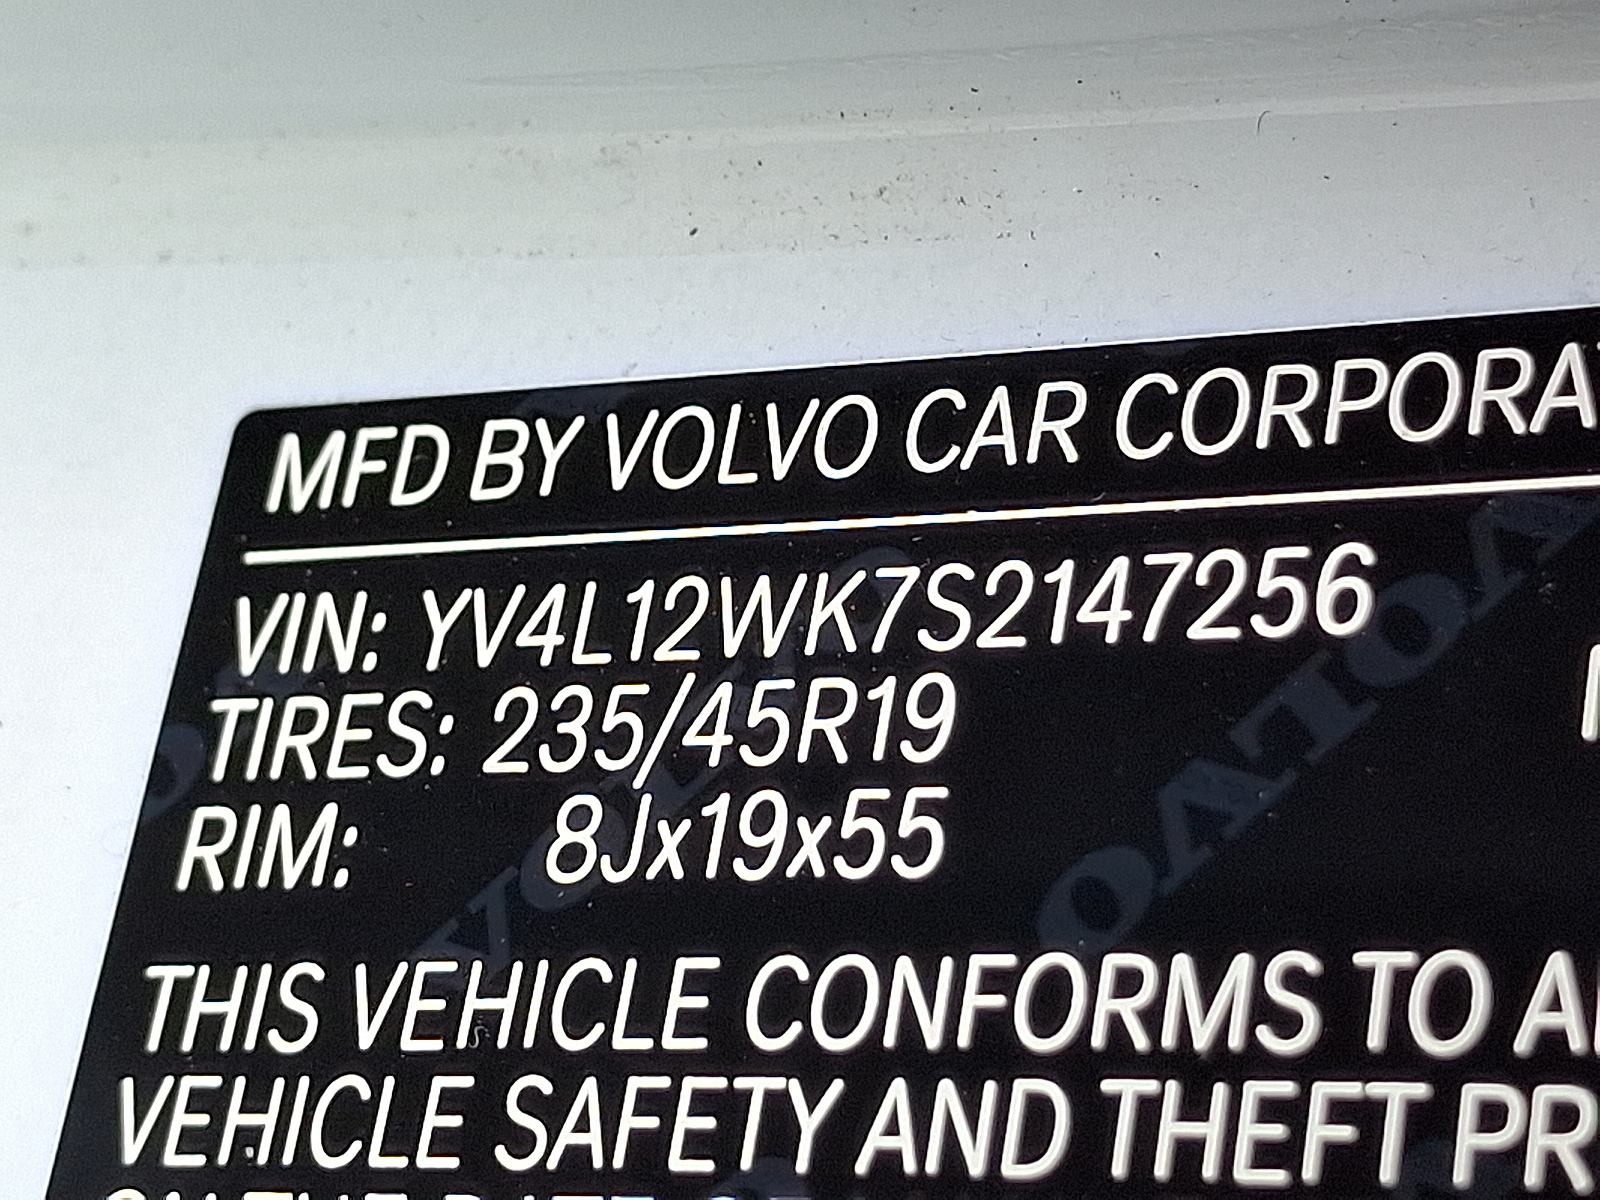 MFD BY VOLVO CAR CORPORAT
VIN: YV4L12WK7S2147256
TIRES: 235/45R19
RIM: 8Jx19x55
THIS VEHICLE CONFORMS TO A
VEHICLE SAFETY AND THEFT PR